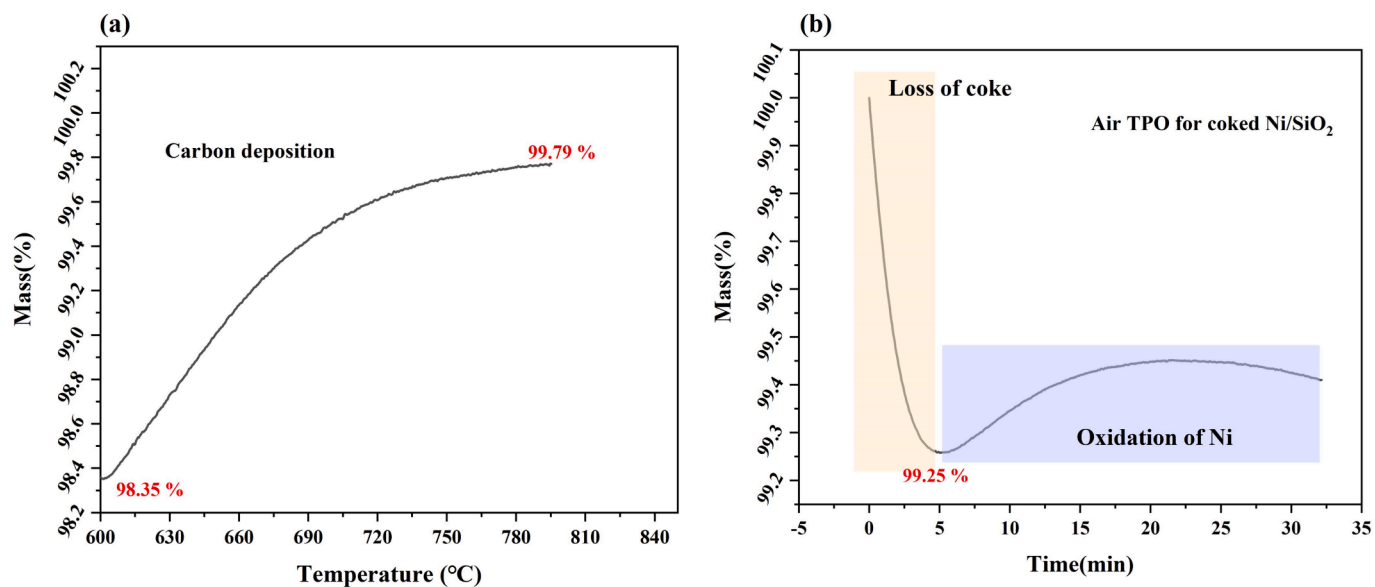 (a)
100.2
100.0
99.8
99.6
99.4
99.2
99.0
98.8
98.6
98.4
98.2
Mass(%)
Carbon deposition
99.79 %
98.35 %
600 630 660 690 720 750 780 810 840
Temperature (℃)
(b)
100.1
100.0
99.9
99.8
99.7
99.6
99.5
99.4
99.3
99.2
Mass(%)
Loss of coke
Air TPO for coked Ni/SiO₂
Oxidation of Ni
99.25 %
-5 0 5 10 15 20 25 30 35
Time(min)